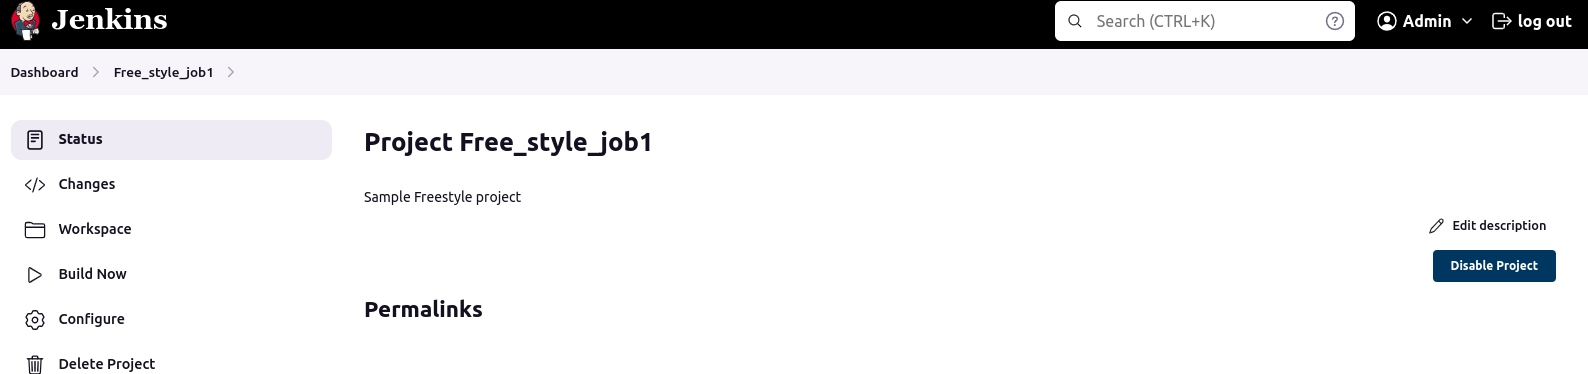 Jenkins
Search (CTRL+K)
Admin
log out
Dashboard
Free_style_job1
Status
Changes
Workspace
Build Now
Configure
Delete Project
Project Free_style_job1
Sample Freestyle project
Edit description
Disable Project
Permalinks